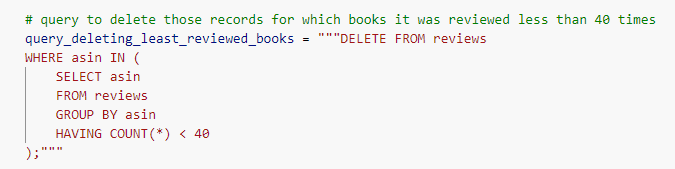 # query to delete those records for which books it was reviewed less than 40 times
query_deleting_least_reviewed_books = """DELETE FROM reviews
WHERE asin IN (
    SELECT asin
    FROM reviews
    GROUP BY asin
    HAVING COUNT(*) < 40
);"""